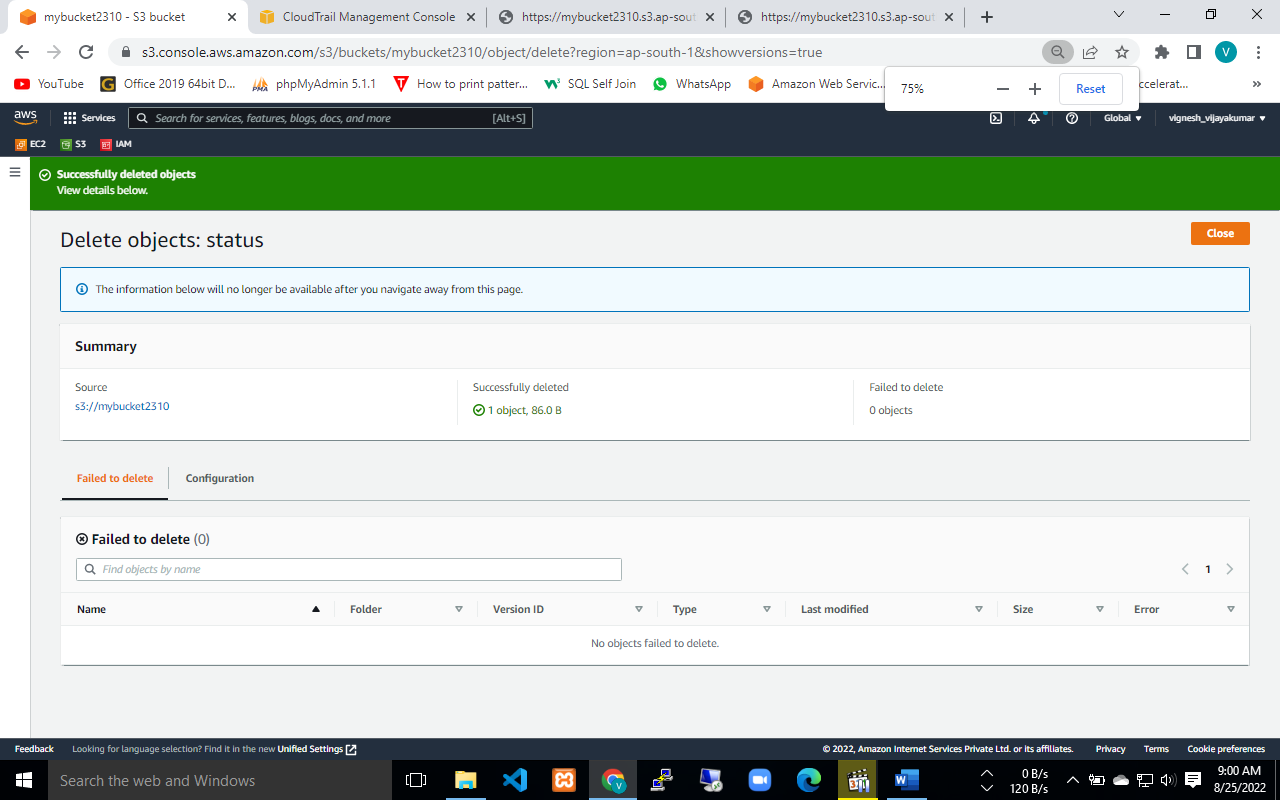 mybucket2310 - S3 bucket
CloudTrail Management Console
https://mybucket2310.s3.ap-sout
https://mybucket2310.s3.ap-sout
s3.console.aws.amazon.com/s3/buckets/mybucket2310/object/delete?region=ap-south-1&showversions=true
V
YouTube
G
Office 2019 64bit D...
PMA
phpMyAdmin 5.1.1
How to print patter...
SQL Self Join
WhatsApp
Amazon Web Servic...
ccelerat...
»
75%
Reset
aws
Services
Search for services, features, blogs, docs, and more
[Alt+S]
Global
vignesh_vijayakumar
EC2
S3
IAM
Successfully deleted objects
View details below.
Delete objects: status
Close
The information below will no longer be available after you navigate away from this page.
Summary
Source
s3://mybucket2310
Successfully deleted
1 object, 86.0 B
Failed to delete
0 objects
Failed to delete
Configuration
Failed to delete (0)
Find objects by name
1
Name
Folder
Version ID
Type
Last modified
Size
Error
No objects failed to delete.
Feedback
Looking for language selection? Find it in the new Unified Settings
© 2022, Amazon Internet Services Private Ltd. or its affiliates.
Privacy
Terms
Cookie preferences
Search the web and Windows
V
0 B/s
120 B/s
9:00 AM
8/25/2022